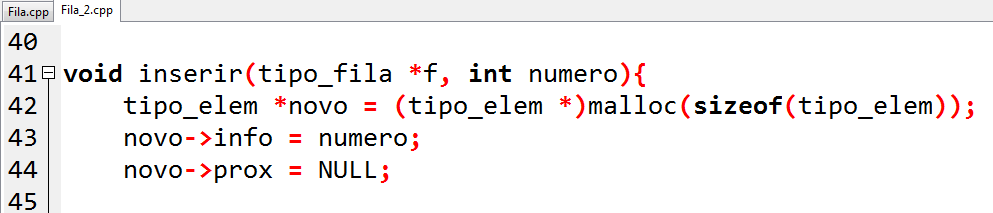 Fila.cpp Fila_2.cpp
40
41 void inserir(tipo_fila *f, int numero){
42     tipo_elem *novo = (tipo_elem *)malloc(sizeof(tipo_elem));
43     novo->info = numero;
44     novo->prox = NULL;
45